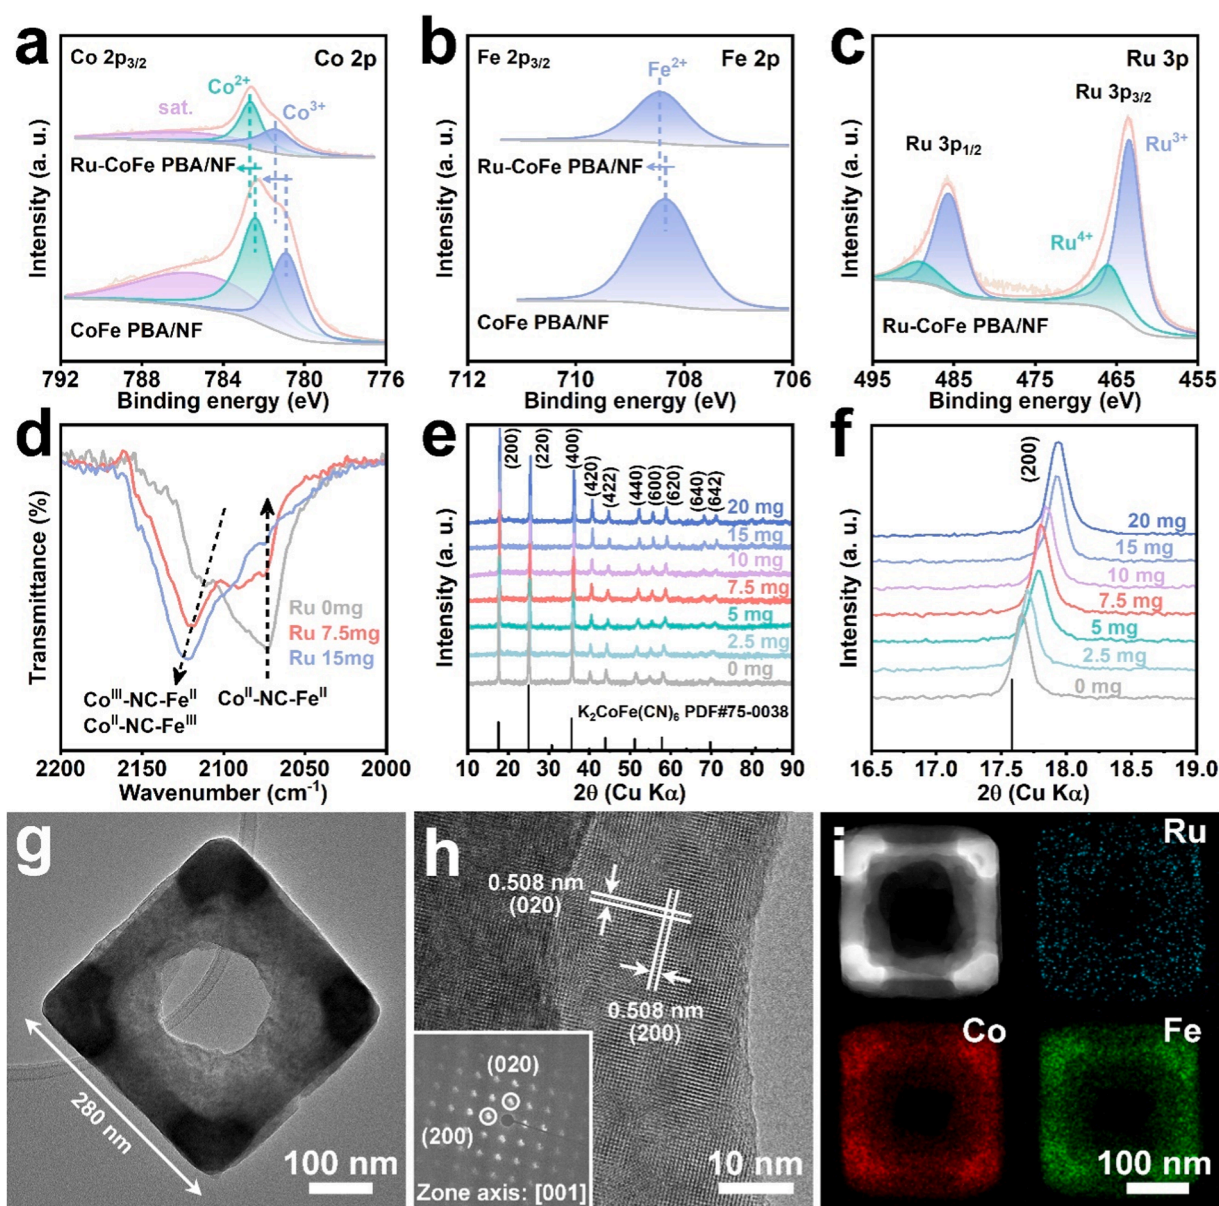 a
Co 2p3/2
Co 2p
Co2+
sat.
Co3+
Ru-CoFe PBA/NF
CoFe PBA/NF
Intensity (a. u.)
792 788 784 780 776
Binding energy (eV)
b
Fe 2p3/2
Fe2+
Fe 2p
Ru-CoFe PBA/NF
CoFe PBA/NF
Intensity (a. u.)
712 710 708 706
Binding energy (eV)
c
Ru 3p
Ru 3p3/2
Ru 3p1/2
Ru3+
Ru4+
Ru-CoFe PBA/NF
Intensity (a. u.)
495 485 475 465 455
Binding energy (eV)
d
Transmittance (%)
Ru 0mg
Ru 7.5mg
Ru 15mg
CoIII-NC-FeII
CoII-NC-FeIII
CoII-NC-FeII
2200 2150 2100 2050 2000
Wavenumber (cm-1)
e
Intensity (a. u.)
(200) (220) (400) (420) (422) (440) (600) (620) (640) (642)
20 mg
15 mg
10 mg
7.5 mg
5 mg
2.5 mg
0 mg
K2CoFe(CN)6 PDF#75-0038
10 20 30 40 50 60 70 80 90
2θ (Cu Kα)
f
Intensity (a. u.)
(200)
20 mg
15 mg
10 mg
7.5 mg
5 mg
2.5 mg
0 mg
16.5 17.0 17.5 18.0 18.5 19.0
2θ (Cu Kα)
g
280 nm
100 nm
h
0.508 nm
(020)
0.508 nm
(200)
(020)
(200)
Zone axis: [001]
10 nm
i
Ru
Co
Fe
100 nm